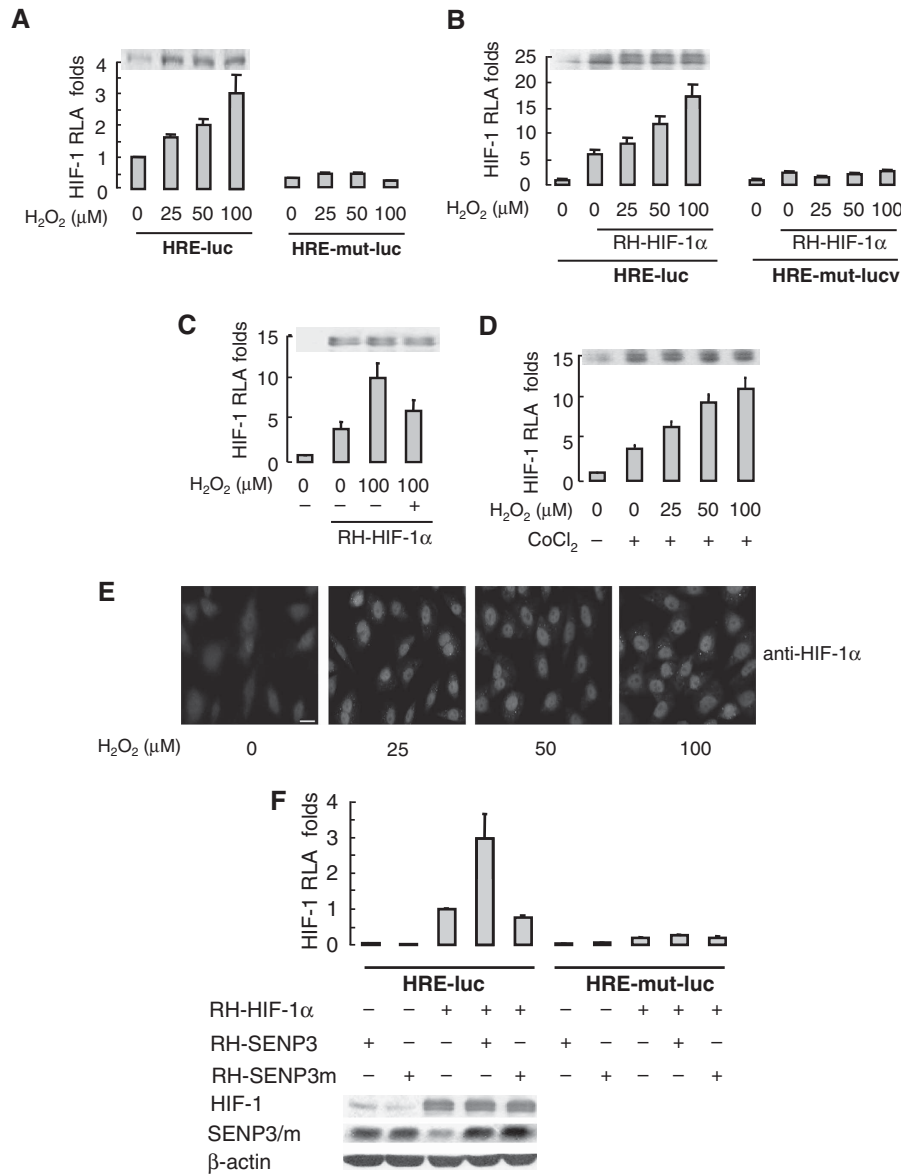 A
HIF-1 RLA folds
4
3
2
1
0
H₂O₂ (µM)
0 25 50 100
0 25 50 100
HRE-luc
HRE-mut-luc
B
HIF-1 RLA folds
25
20
15
10
5
0
H₂O₂ (µM)
0 0 25 50 100
0 0 25 50 100
RH-HIF-1α
RH-HIF-1α
HRE-luc
HRE-mut-lucv
C
HIF-1 RLA folds
15
10
5
0
H₂O₂ (µM)
0 0 100 100
– – – +
RH-HIF-1α
D
HIF-1 RLA folds
15
10
5
0
H₂O₂ (µM)
0 0 25 50 100
CoCl₂ – + + + +
E
anti-HIF-1α
H₂O₂ (µM)
0 25 50 100
F
HIF-1 RLA folds
4
3
2
1
0
HRE-luc
HRE-mut-luc
RH-HIF-1α – – + + + – – + + +
RH-SENP3 + – – + – + – – + –
RH-SENP3m – + – – + – + – – +
HIF-1
SENP3/m
β-actin